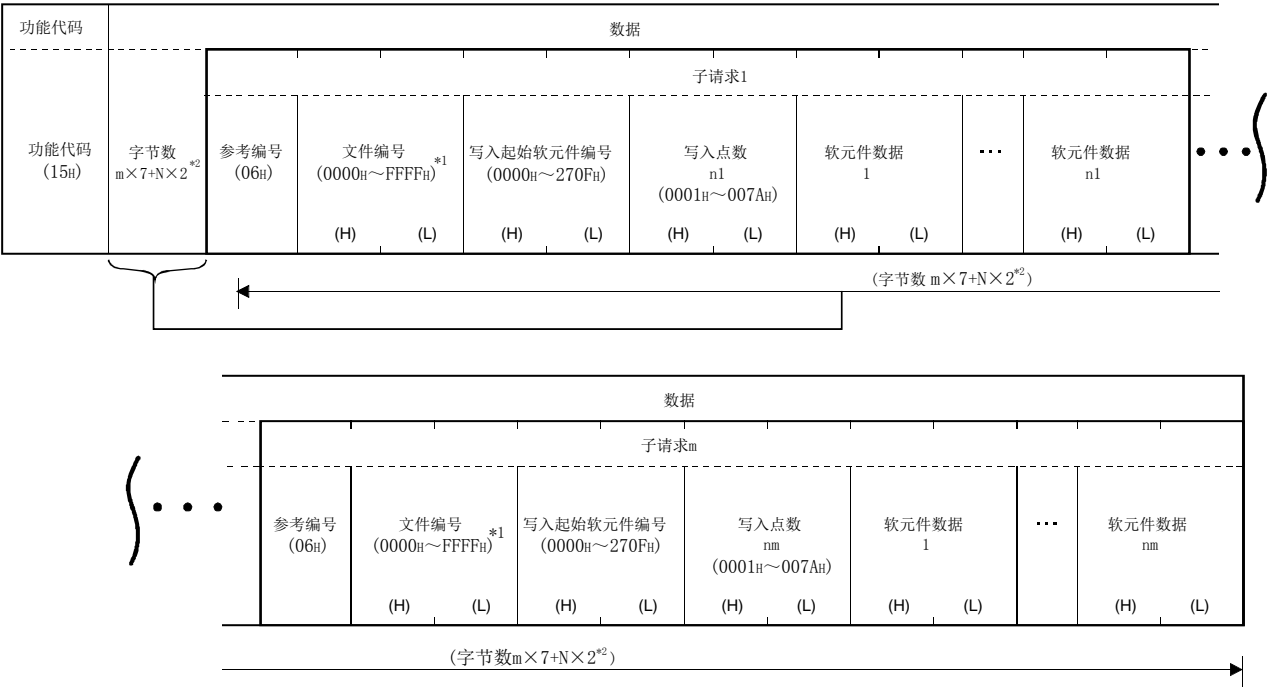 功能代码
数据
子请求1
功能代码
(15H)
字节数
m×7+N×2*2
参考编号
(06H)
文件编号
(0000H～FFFFH)*1
(H) (L)
写入起始软元件编号
(0000H～270FH)
(H) (L)
写入点数
n1
(0001H～007AH)
(H) (L)
软元件数据
1
(H) (L)
…
软元件数据
n1
(H) (L)
(字节数 m×7+N×2*2)
数据
子请求m
参考编号
(06H)
文件编号
(0000H～FFFFH)*1
(H) (L)
写入起始软元件编号
(0000H～270FH)
(H) (L)
写入点数
nm
(0001H～007AH)
(H) (L)
软元件数据
1
(H) (L)
…
软元件数据
nm
(H) (L)
(字节数m×7+N×2*2)